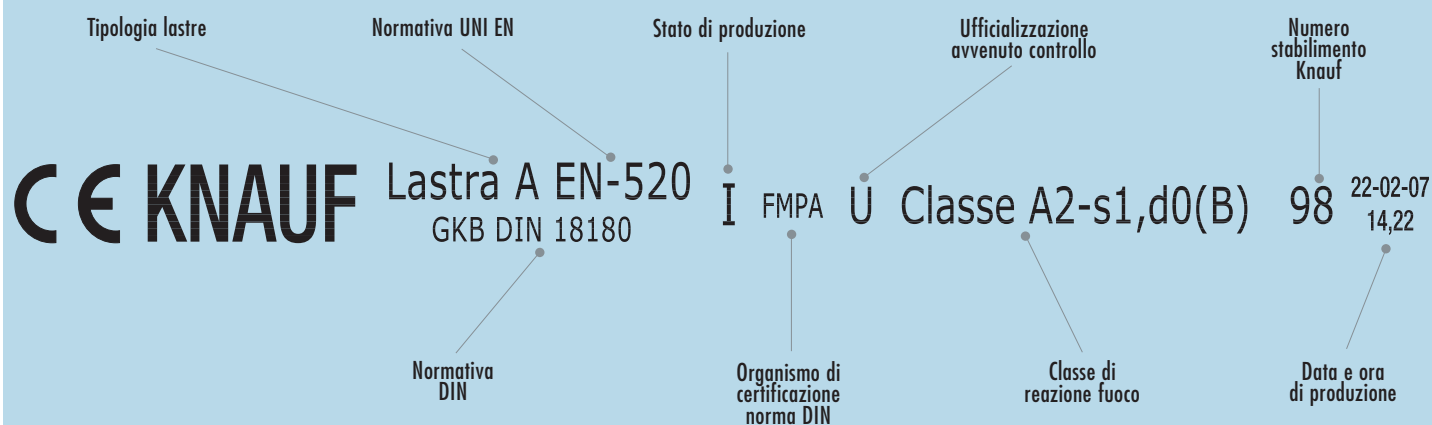 Tipologia lastre
Normativa UNI EN
Stato di produzione
Ufficializzazione
avvenuto controllo
Numero
stabilimento
Knauf
CE KNAUF
Lastra A EN-520
GKB DIN 18180
I
FMPA
U
Classe A2-s1,d0(B)
98
22-02-07
14,22
Normativa
DIN
Organismo di
certificazione
norma DIN
Classe di
reazione fuoco
Data e ora
di produzione